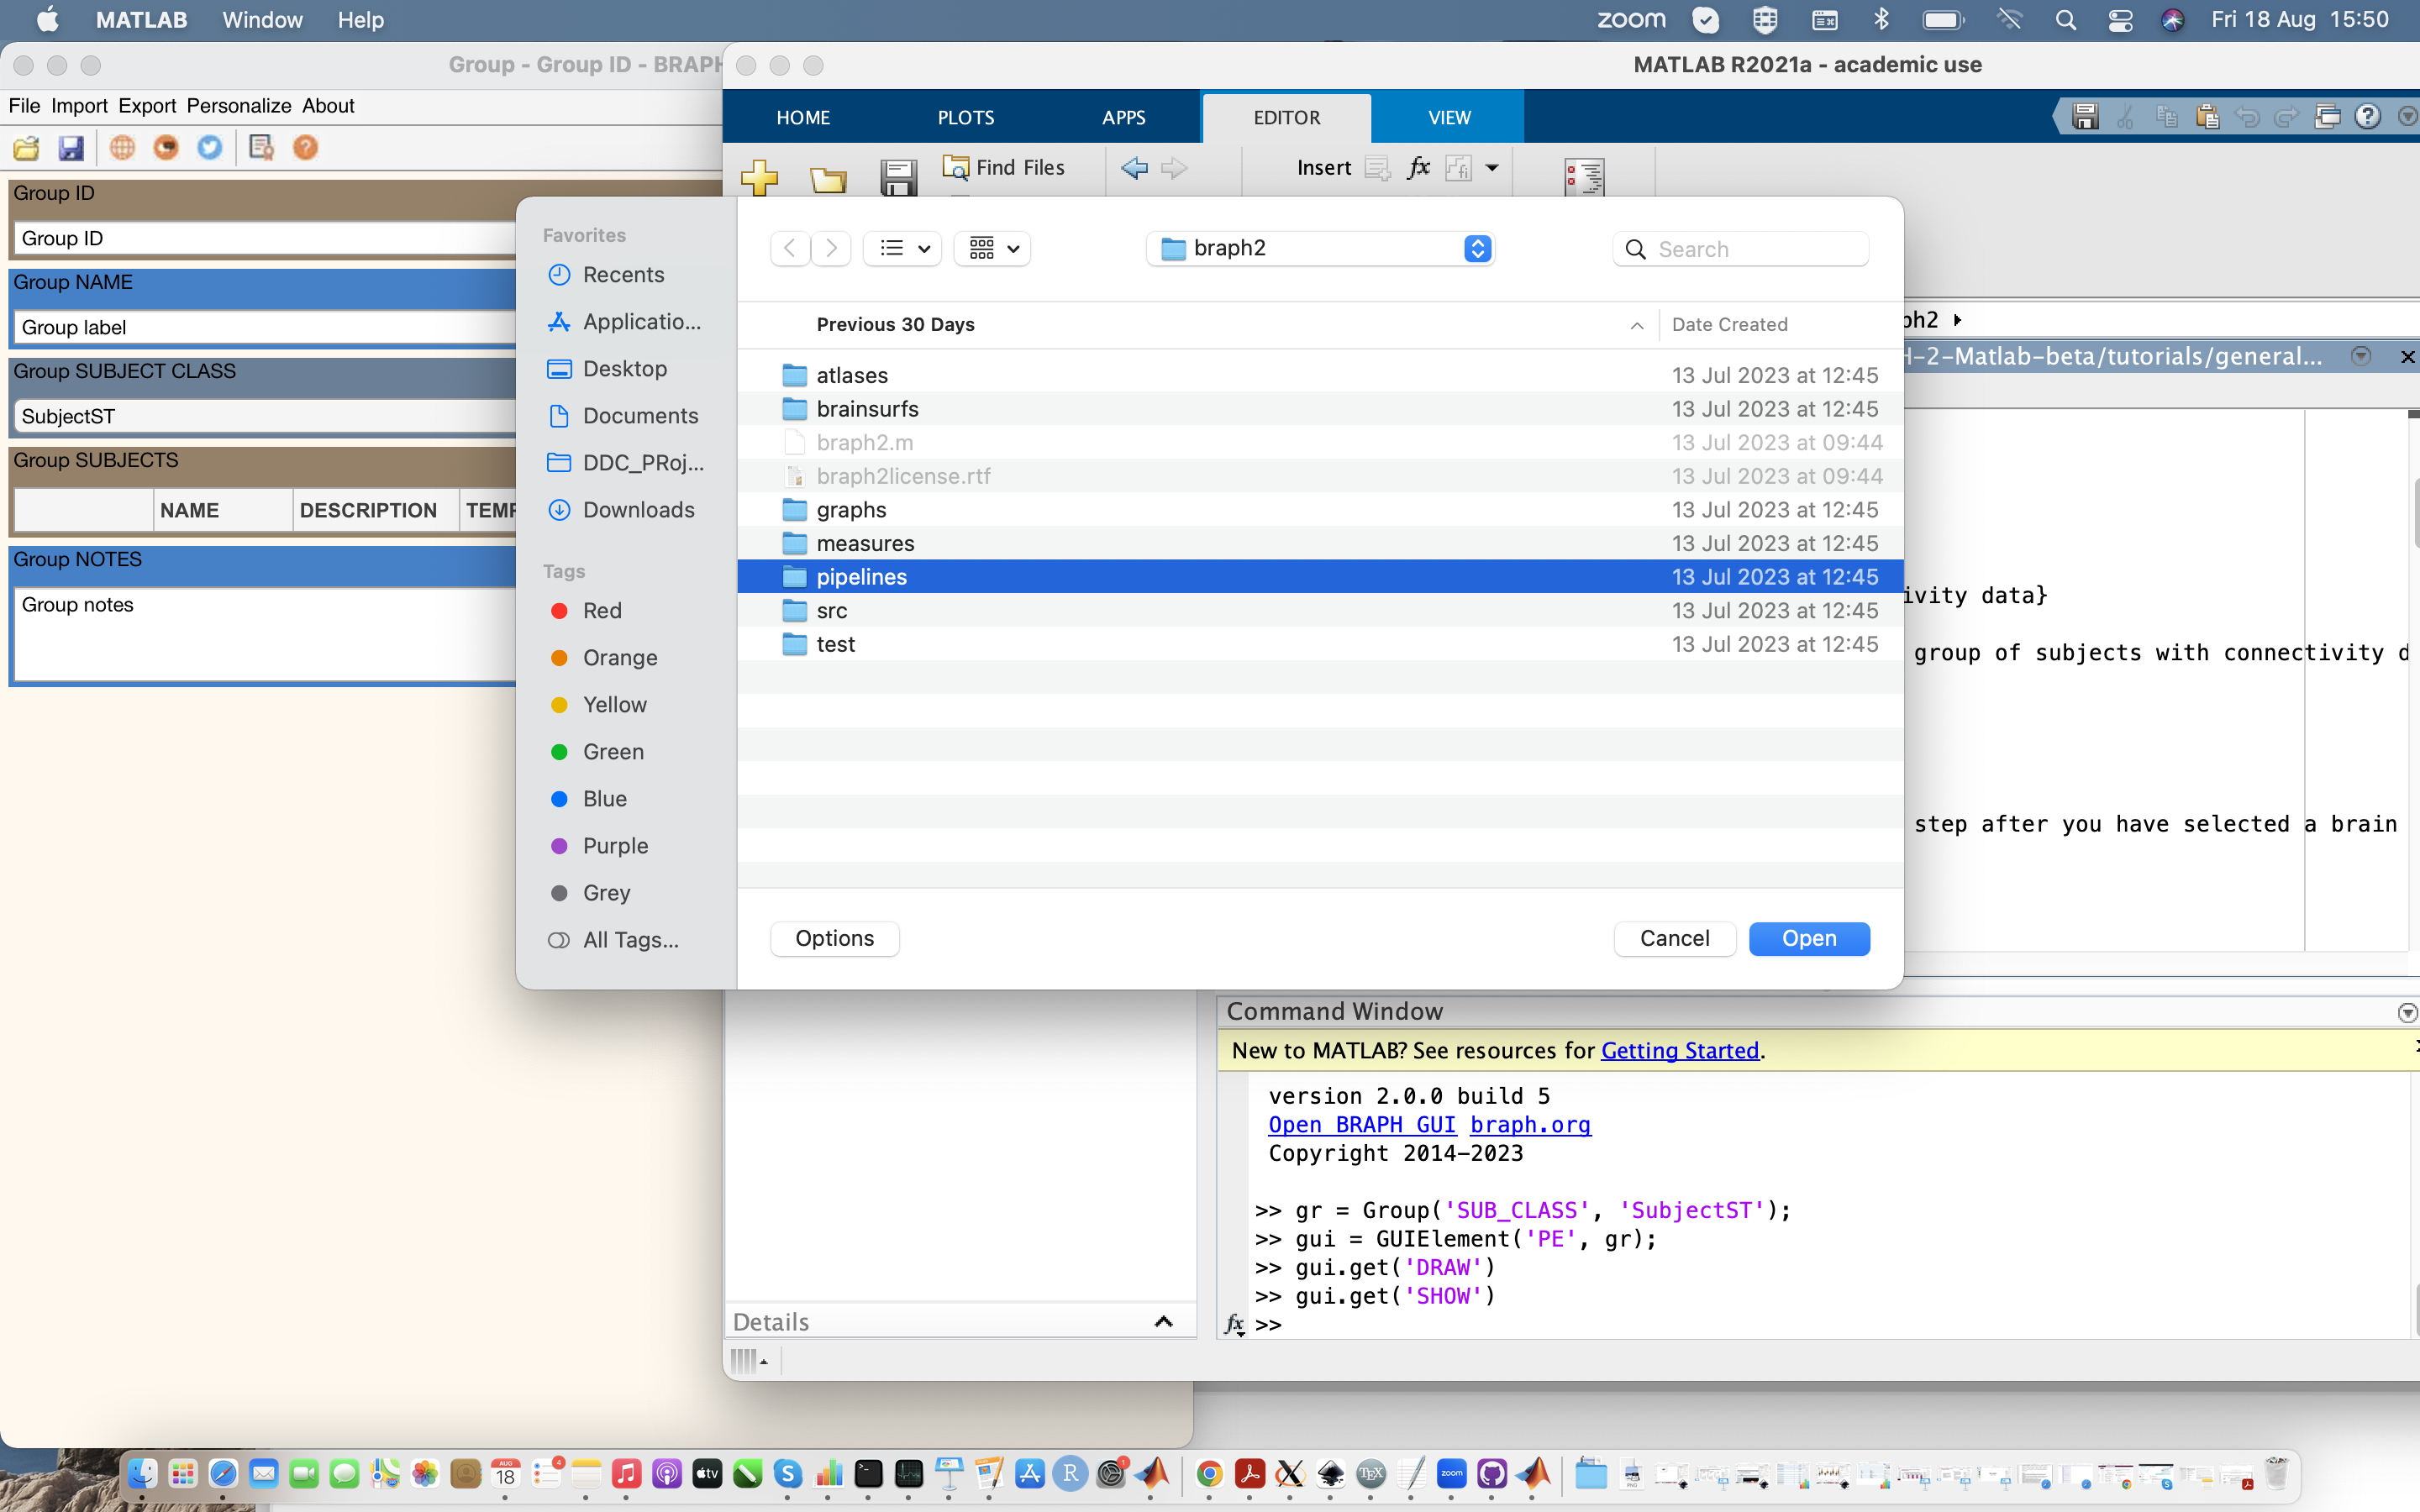 MATLAB Window Help
zoom Fri 18 Aug 15:50
Group - Group ID - BRAPH
File Import Export Personalize About
Group ID
Group ID
Group NAME
Group label
Group SUBJECT CLASS
SubjectST
Group SUBJECTS
NAME DESCRIPTION TEMP
Group NOTES
Group notes
MATLAB R2021a - academic use
HOME PLOTS APPS EDITOR VIEW
Find Files Insert fx
Favorites
Recents
Applicatio...
Desktop
Documents
DDC_PRoj...
Downloads
Tags
Red
Orange
Yellow
Green
Blue
Purple
Grey
All Tags...
braph2
Search
Previous 30 Days Date Created
atlases 13 Jul 2023 at 12:45
brainsurfs 13 Jul 2023 at 12:45
braph2.m 13 Jul 2023 at 09:44
braph2license.rtf 13 Jul 2023 at 09:44
graphs 13 Jul 2023 at 12:45
measures 13 Jul 2023 at 12:45
pipelines 13 Jul 2023 at 12:45
src 13 Jul 2023 at 12:45
test 13 Jul 2023 at 12:45
Options Cancel Open
ph2
H-2-Matlab-beta/tutorials/general...
ivity data}
group of subjects with connectivity d
step after you have selected a brain
Command Window
New to MATLAB? See resources for Getting Started.
version 2.0.0 build 5
Open BRAPH GUI braph.org
Copyright 2014-2023
>> gr = Group('SUB_CLASS', 'SubjectST');
>> gui = GUIElement('PE', gr);
>> gui.get('DRAW')
>> gui.get('SHOW')
fx >>
Details
AUG
18
4
tv
1
R
TEX
zoom